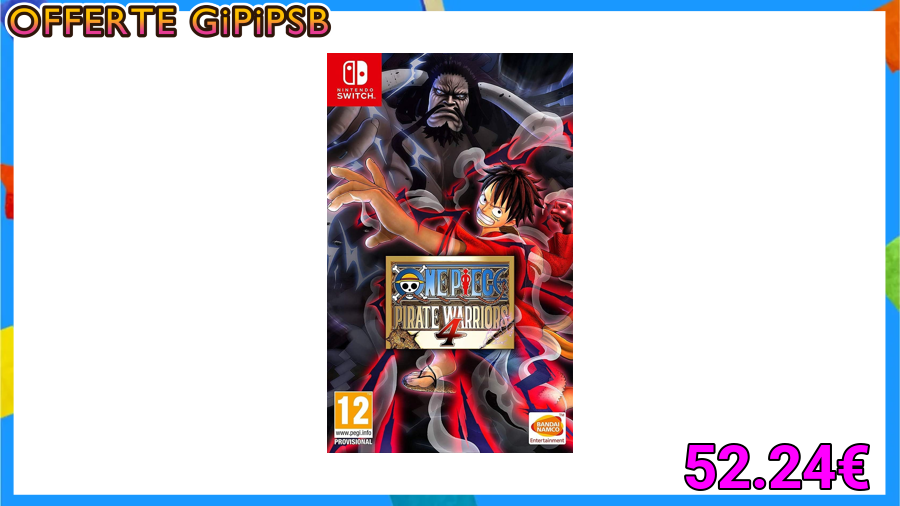 OFFERTE GiPiPSB
NINTENDO
SWITCH.
ONE PIECE
PIRATE WARRIORS
4
12
www.pegi.info
PROVISIONAL
BANDAI
NAMCO
Entertainment
52.24€